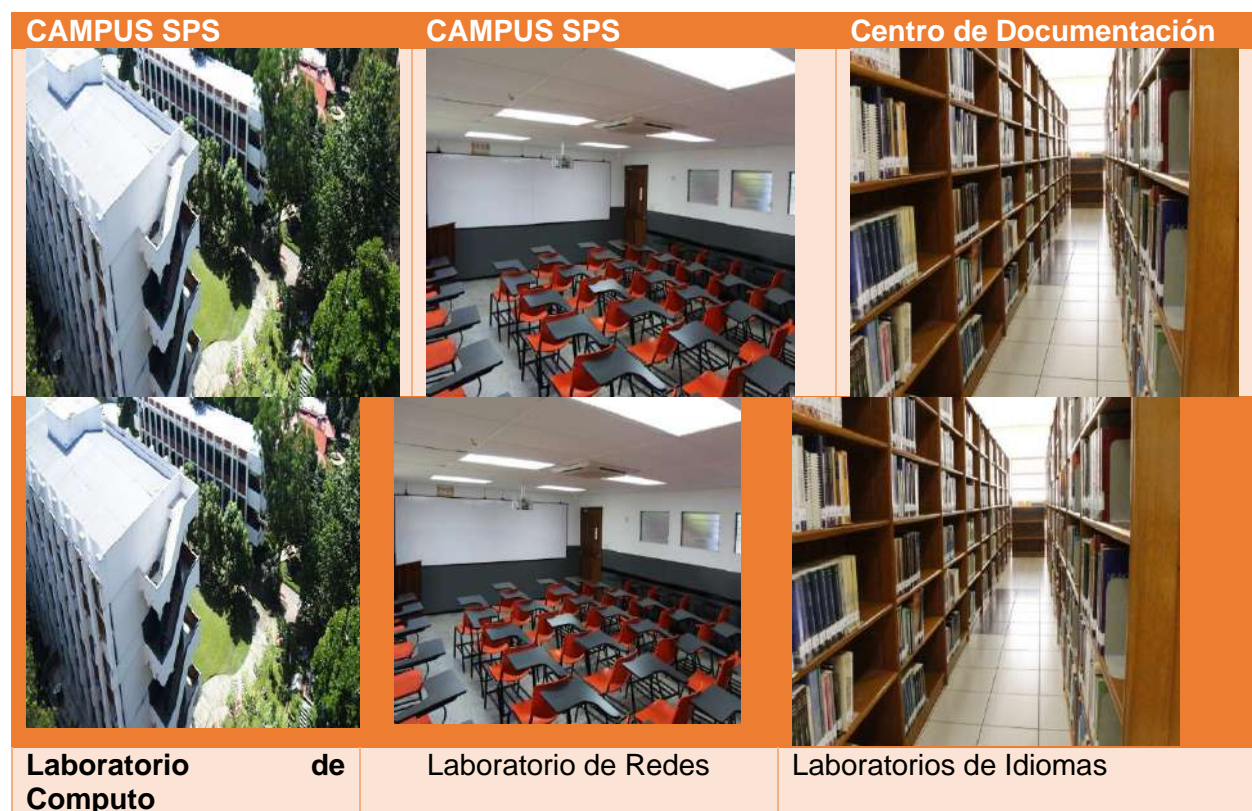 CAMPUS SPS
CAMPUS SPS
Centro de Documentación
Laboratorio de
Computo
Laboratorio de Redes
Laboratorios de Idiomas